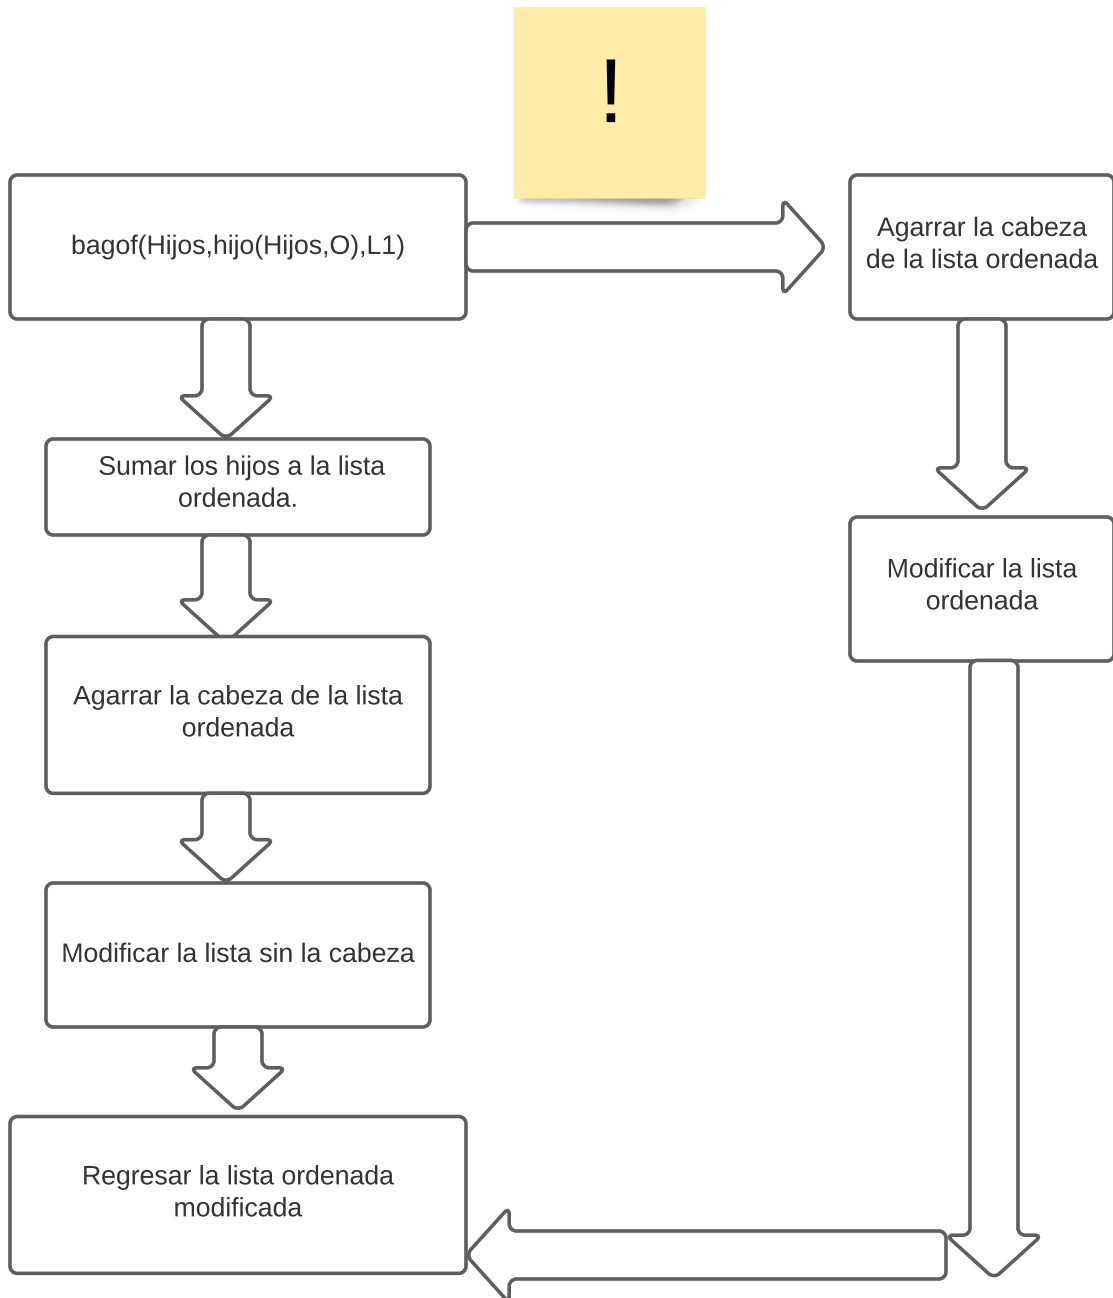 !
bagof(Hijos,hijo(Hijos,O),L1)
Agarrar la cabeza
de la lista ordenada
Sumar los hijos a la lista
ordenada.
Modificar la lista
ordenada
Agarrar la cabeza de la lista
ordenada
Modificar la lista sin la cabeza
Regresar la lista ordenada
modificada